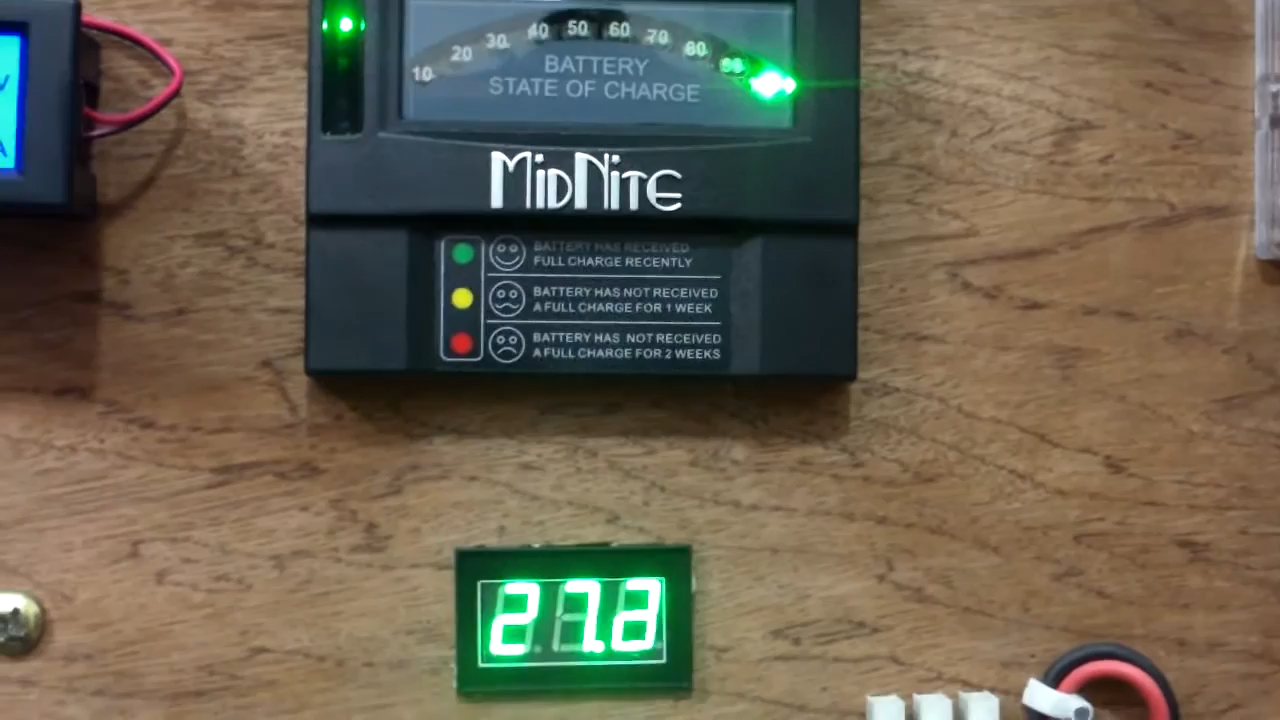 V
A
10 20 30 40 50 60 70 80 90
BATTERY
STATE OF CHARGE
MIDNITE
BATTERY HAS RECEIVED
FULL CHARGE RECENTLY
BATTERY HAS NOT RECEIVED
A FULL CHARGE FOR 1 WEEK
BATTERY HAS NOT RECEIVED
A FULL CHARGE FOR 2 WEEKS